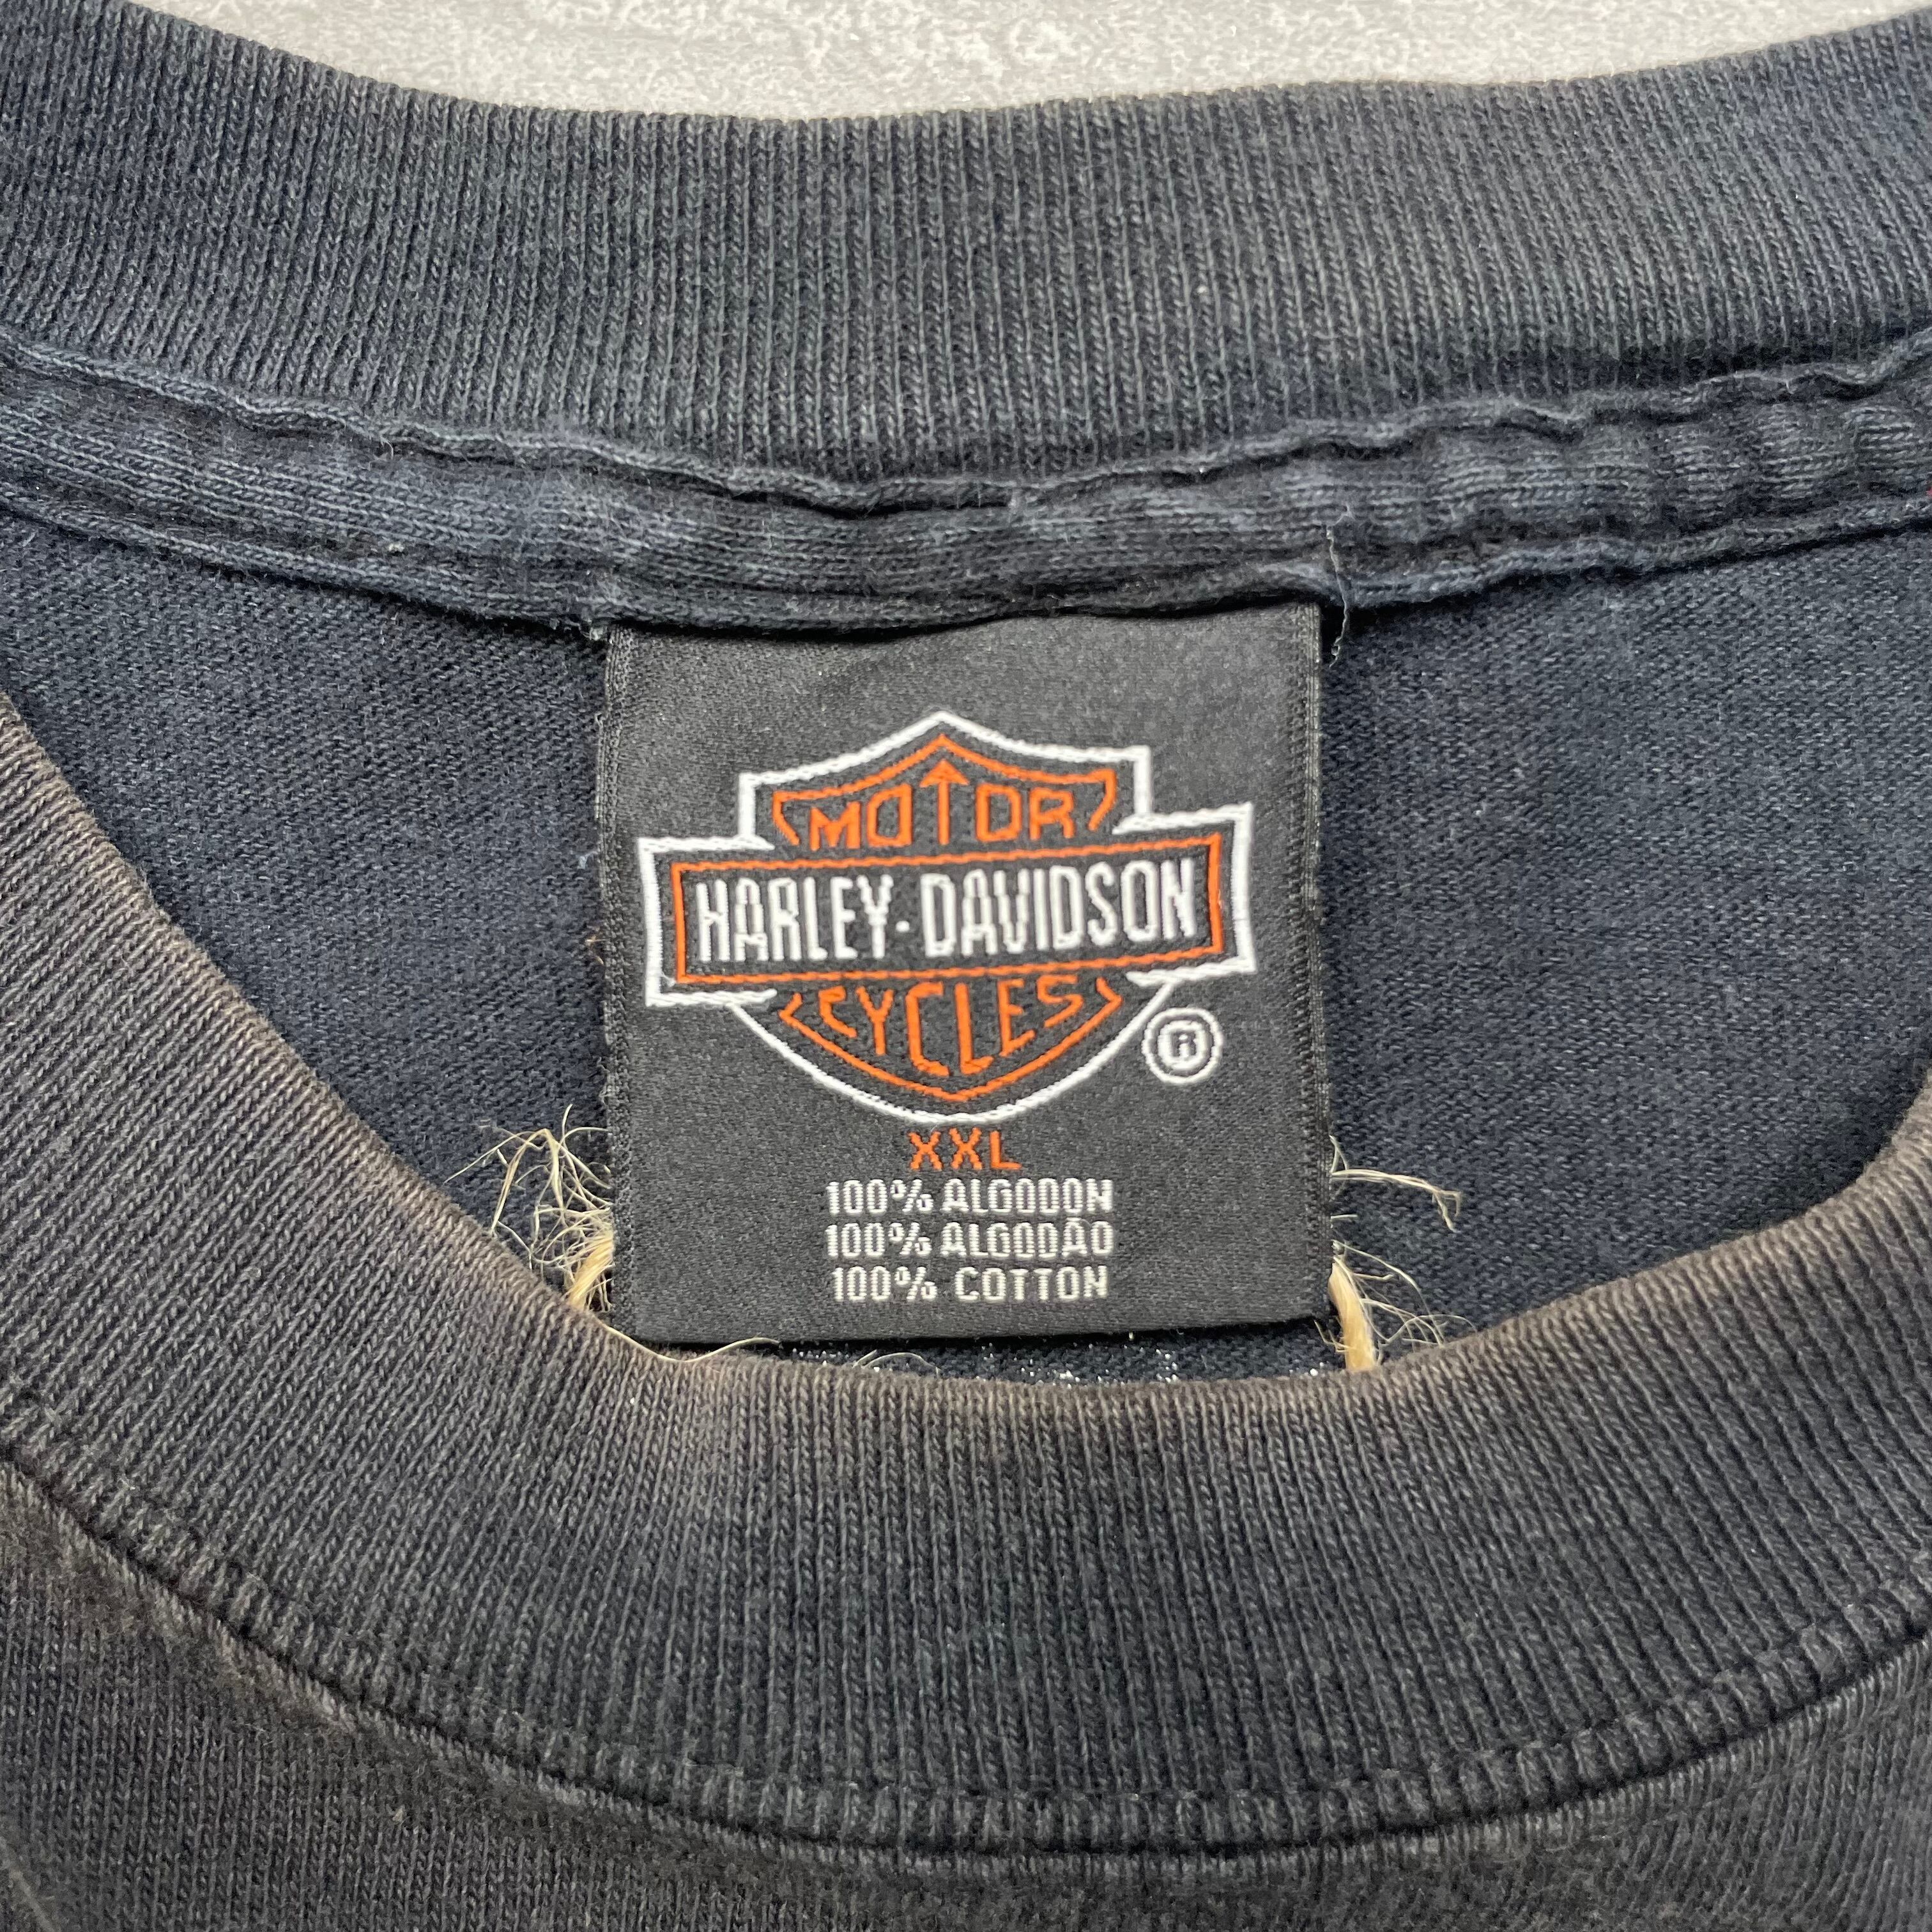 MOTOR
HARLEY-DAVIDSON
CYCLES
®
XXL
100% ALGODON
100% ALGODÃO
100% COTTON